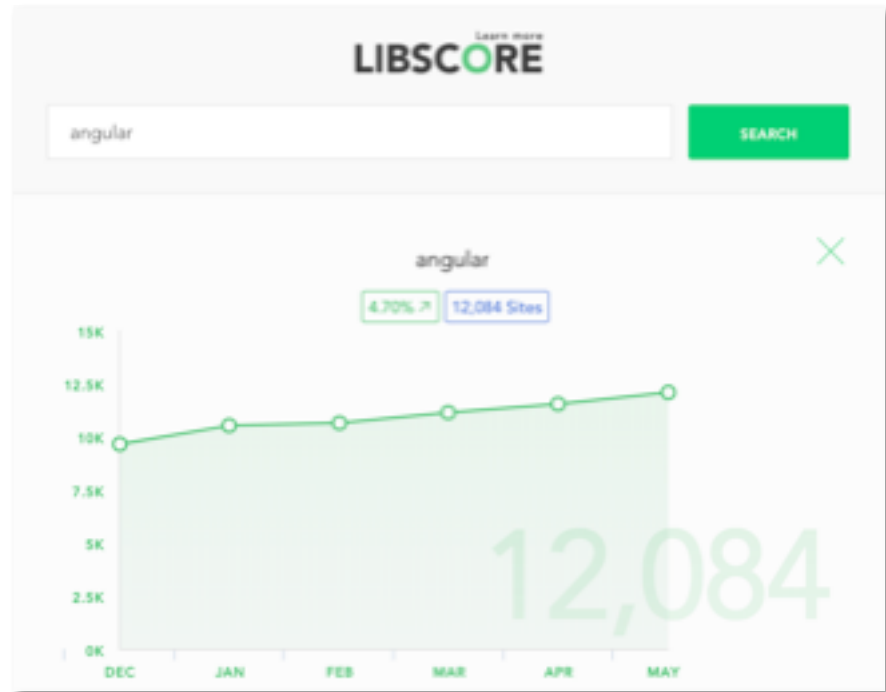 Learn more
LIBSCORE
angular
SEARCH
angular
4.70% ↗ 12,084 Sites
15K
12.5K
10K
7.5K
5K
2.5K
0K
12,084
DEC JAN FEB MAR APR MAY